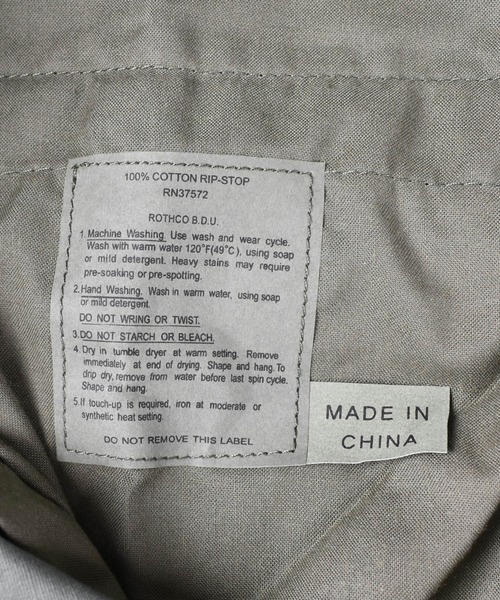 100% COTTON RIP-STOP
RN37572
ROTHCO B.D.U.
1. Machine Washing. Use wash and wear cycle.
Wash with warm water 120°F(49°C), using soap
or mild detergent. Heavy stains may require
pre-soaking or pre-spotting.
2. Hand Washing. Wash in warm water, using soap
or mild detergent.
DO NOT WRING OR TWIST.
3. DO NOT STARCH OR BLEACH.
4. Dry in tumble dryer at warm setting. Remove
immediately at end of drying. Shape and hang. To
drip dry, remove from water before last spin cycle.
Shape and hang.
5. If touch-up is required, iron at moderate or
synthetic heat setting.
DO NOT REMOVE THIS LABEL
MADE IN
CHINA